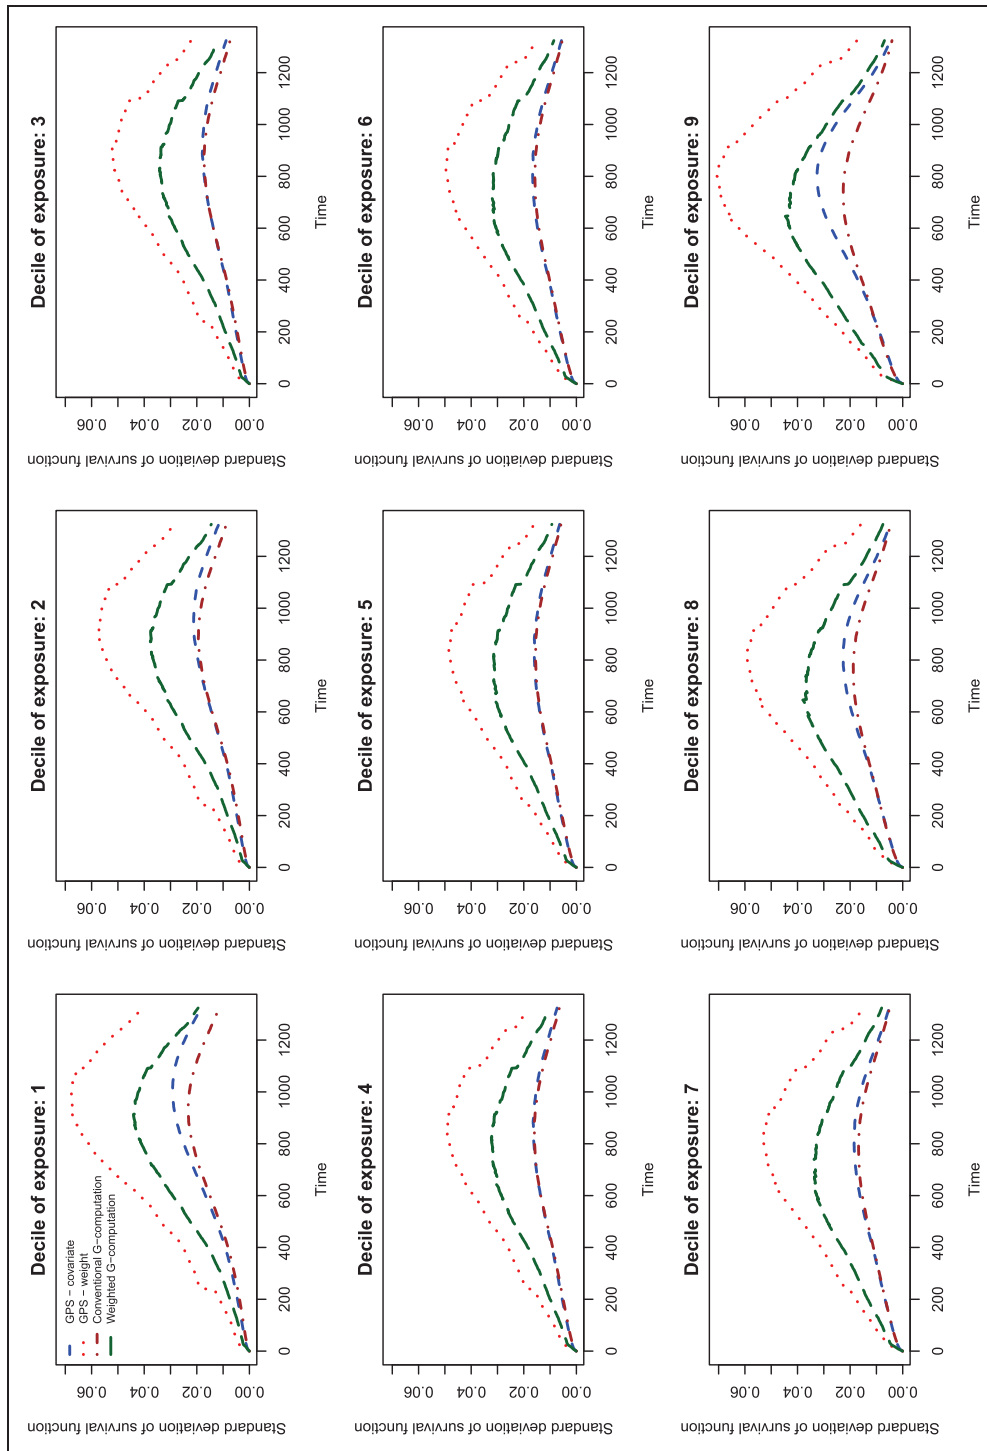 Decile of exposure: 1
GPS − covariate
GPS − weight
Conventional G−computation
Weighted G−computation
Standard deviation of survival function
0.06
0.04
0.02
0.00
0 200 400 600 800 1000 1200
Time
Decile of exposure: 2
Standard deviation of survival function
0.06
0.04
0.02
0.00
0 200 400 600 800 1000 1200
Time
Decile of exposure: 3
Standard deviation of survival function
0.06
0.04
0.02
0.00
0 200 400 600 800 1000 1200
Time
Decile of exposure: 4
Standard deviation of survival function
0.06
0.04
0.02
0.00
0 200 400 600 800 1000 1200
Time
Decile of exposure: 5
Standard deviation of survival function
0.06
0.04
0.02
0.00
0 200 400 600 800 1000 1200
Time
Decile of exposure: 6
Standard deviation of survival function
0.06
0.04
0.02
0.00
0 200 400 600 800 1000 1200
Time
Decile of exposure: 7
Standard deviation of survival function
0.06
0.04
0.02
0.00
0 200 400 600 800 1000 1200
Time
Decile of exposure: 8
Standard deviation of survival function
0.06
0.04
0.02
0.00
0 200 400 600 800 1000 1200
Time
Decile of exposure: 9
Standard deviation of survival function
0.06
0.04
0.02
0.00
0 200 400 600 800 1000 1200
Time